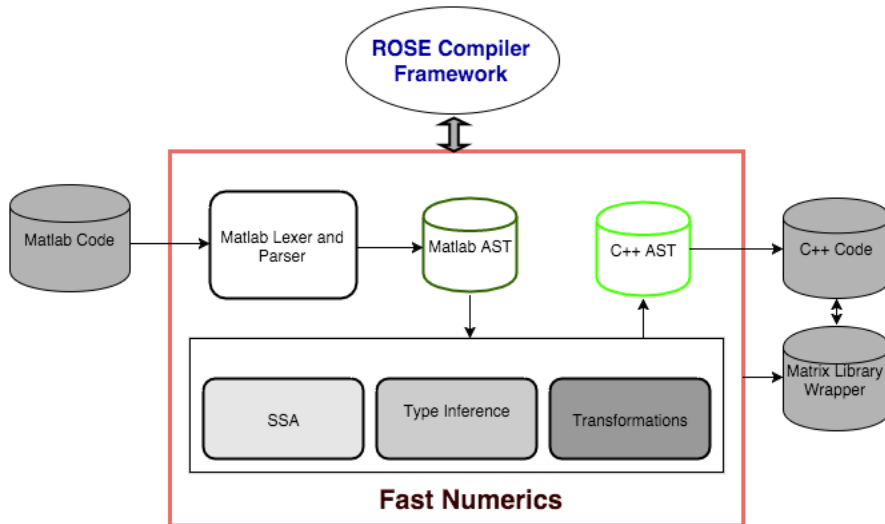 ROSE Compiler
Framework
Matlab Code
Matlab Lexer and
Parser
Matlab AST
C++ AST
C++ Code
Matrix Library
Wrapper
SSA
Type Inference
Transformations
Fast Numerics